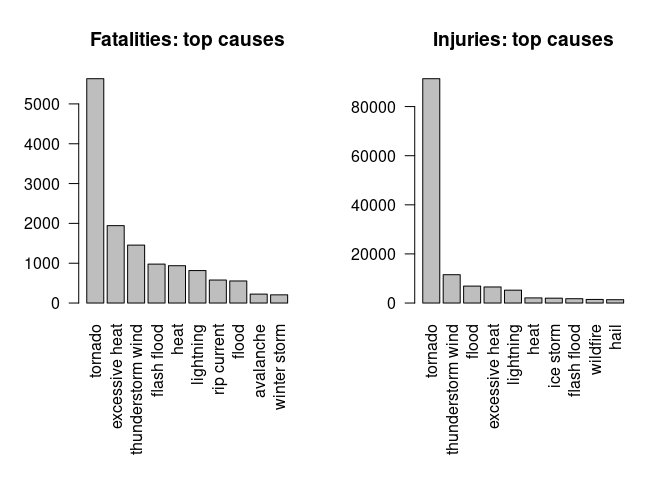 Fatalities: top causes
5000
4000
3000
2000
1000
0
tornado
excessive heat
thunderstorm wind
flash flood
heat
lightning
rip current
flood
avalanche
winter storm
Injuries: top causes
80000
60000
40000
20000
0
tornado
thunderstorm wind
flood
excessive heat
lightning
heat
ice storm
flash flood
wildfire
hail